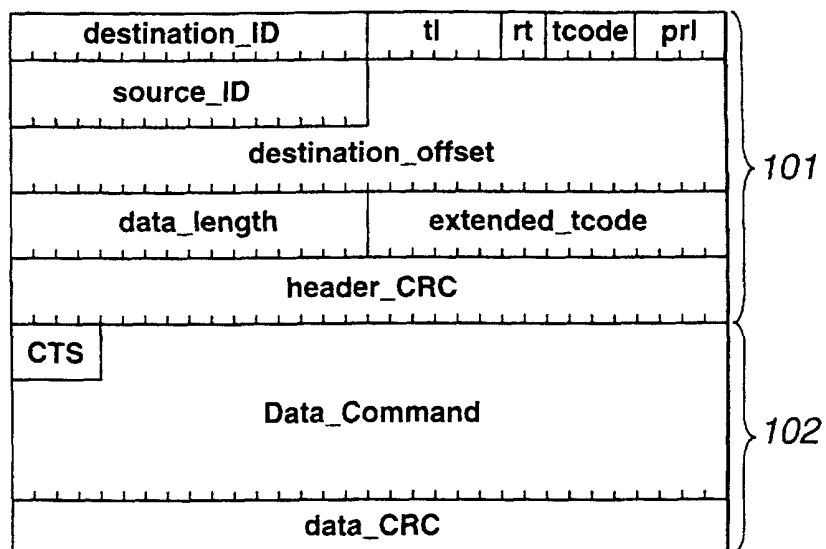 destination_ID tl rt tcode prl
source_ID
destination_offset
101
data_length extended_tcode
header_CRC
CTS
Data_Command
102
data_CRC